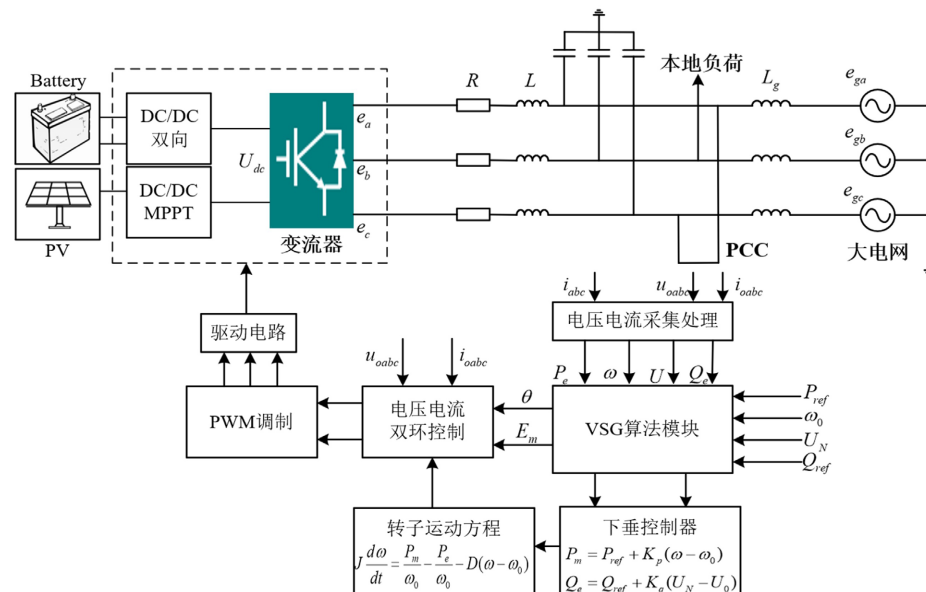 Battery
DC/DC
双向
DC/DC
MPPT
PV
U_dc
变流器
e_a
e_b
e_c
R
L
本地负荷
L_g
e_ga
e_gb
e_gc
大电网
PCC
i_abc
u_oabc
i_oabc
电压电流采集处理
P_e
ω
U
Q_e
驱动电路
u_oabc
i_oabc
PWM调制
电压电流
双环控制
θ
E_m
VSG算法模块
P_ref
ω_0
U_N
Q_ref
转子运动方程
J dω/dt = P_m/ω_0 − P_e/ω_0 − D(ω−ω_0)
下垂控制器
P_m = P_ref + K_p(ω−ω_0)
Q_e = Q_ref + K_q(U_N−U_0)